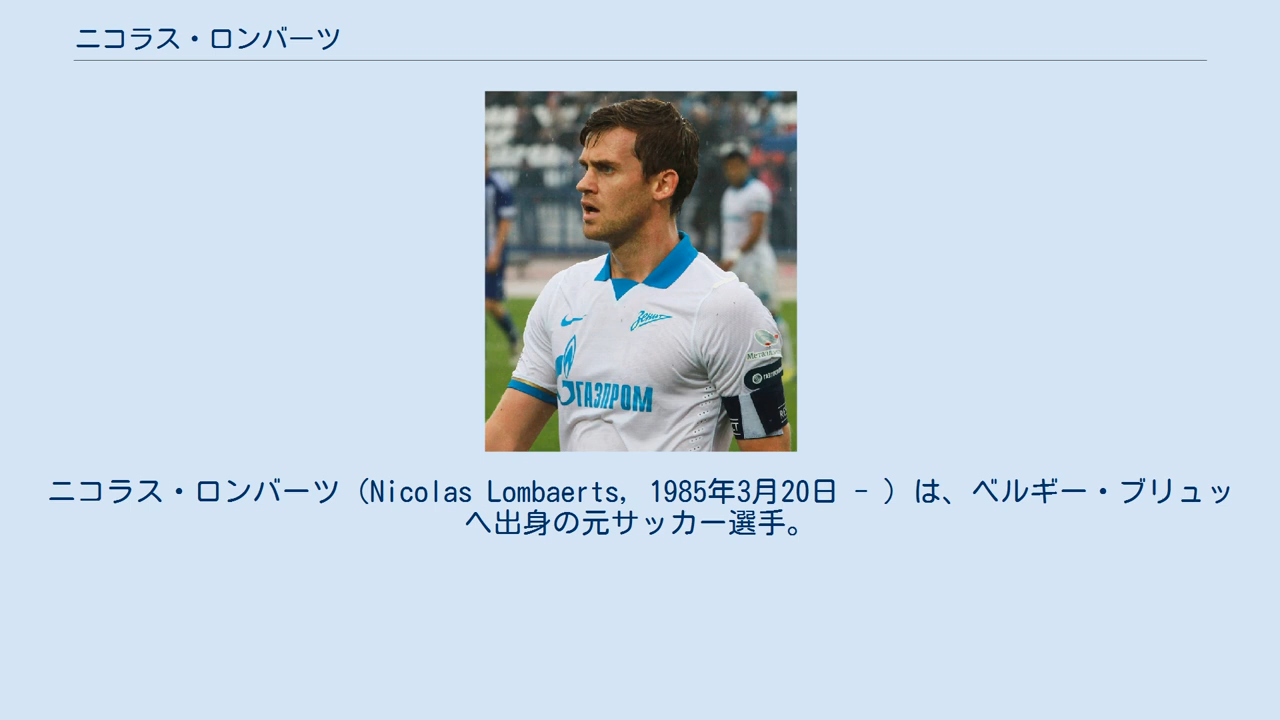 ニコラス・ロンバーツ
Зенит
ГАЗПРОМ
ニコラス・ロンバーツ（Nicolas Lombaerts, 1985年3月20日 - ）は、ベルギー・ブリュッ
ヘ出身の元サッカー選手。